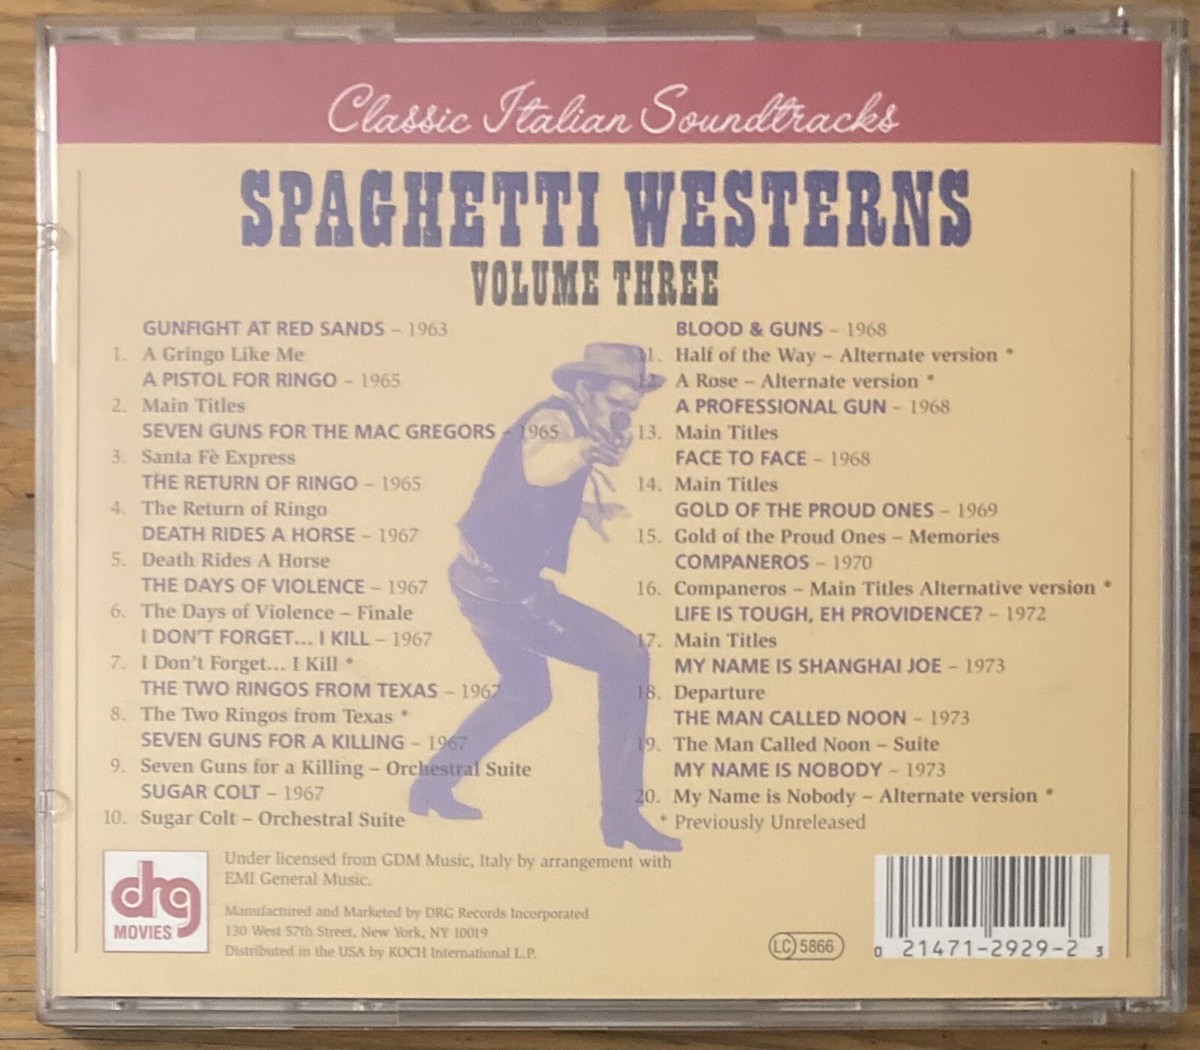 Classic Italian Soundtracks
SPAGHETTI WESTERNS
VOLUME THREE
GUNFIGHT AT RED SANDS – 1963
1. A Gringo Like Me
A PISTOL FOR RINGO – 1965
2. Main Titles
SEVEN GUNS FOR THE MAC GREGORS – 1965
3. Santa Fè Express
THE RETURN OF RINGO – 1965
4. The Return of Ringo
DEATH RIDES A HORSE – 1967
5. Death Rides A Horse
THE DAYS OF VIOLENCE – 1967
6. The Days of Violence – Finale
I DON'T FORGET... I KILL – 1967
7. I Don't Forget... I Kill *
THE TWO RINGOS FROM TEXAS – 1967
8. The Two Ringos from Texas *
SEVEN GUNS FOR A KILLING – 1967
9. Seven Guns for a Killing – Orchestral Suite
SUGAR COLT – 1967
10. Sugar Colt – Orchestral Suite
BLOOD & GUNS – 1968
11. Half of the Way – Alternate version *
12. A Rose – Alternate version *
A PROFESSIONAL GUN – 1968
13. Main Titles
FACE TO FACE – 1968
14. Main Titles
GOLD OF THE PROUD ONES – 1969
15. Gold of the Proud Ones – Memories
COMPANEROS – 1970
16. Companeros – Main Titles Alternative version *
LIFE IS TOUGH, EH PROVIDENCE? – 1972
17. Main Titles
MY NAME IS SHANGHAI JOE – 1973
18. Departure
THE MAN CALLED NOON – 1973
19. The Man Called Noon – Suite
MY NAME IS NOBODY – 1973
20. My Name is Nobody – Alternate version *
* Previously Unreleased
drg
MOVIES
Under licensed from GDM Music, Italy by arrangement with
EMI General Music.
Manufactured and Marketed by DRG Records Incorporated
130 West 57th Street, New York, NY 10019
Distributed in the USA by KOCH International L.P.
LC 5866
0 21471-2929-2 3